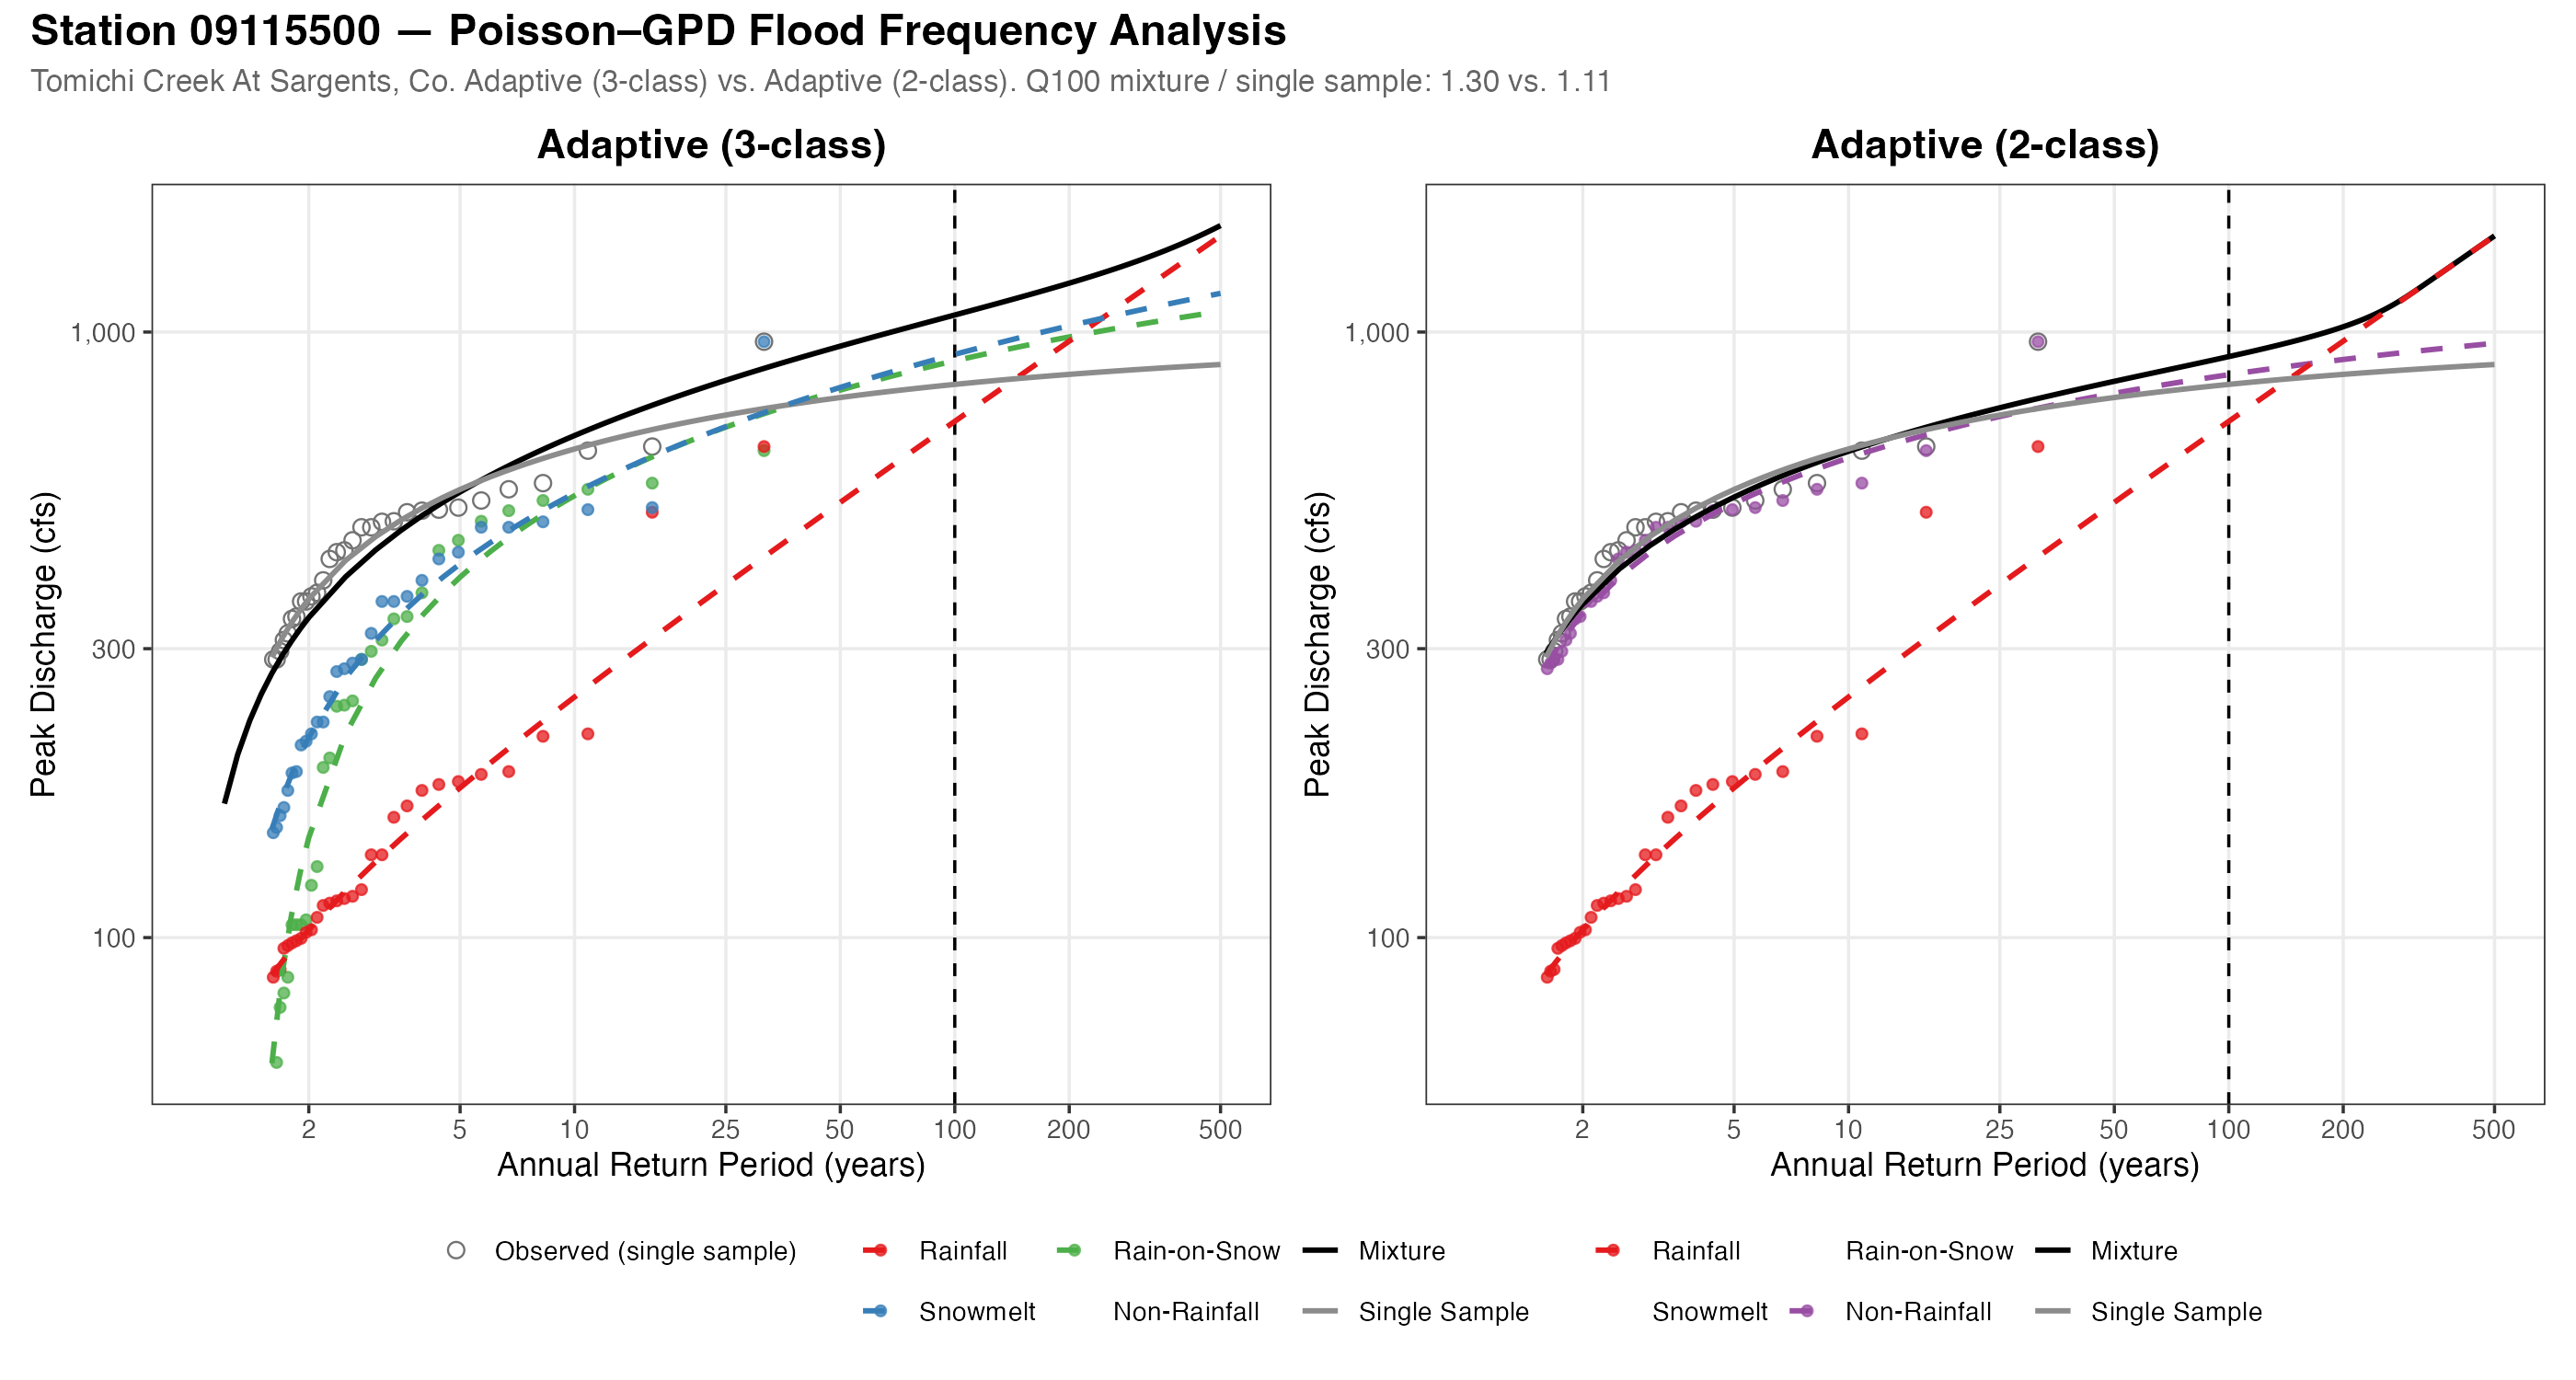 Station 09115500 — Poisson–GPD Flood Frequency Analysis
Tomichi Creek At Sargents, Co. Adaptive (3-class) vs. Adaptive (2-class). Q100 mixture / single sample: 1.30 vs. 1.11
Adaptive (3-class)
Peak Discharge (cfs)
1,000
300
100
2 5 10 25 50 100 200 500
Annual Return Period (years)
Adaptive (2-class)
Peak Discharge (cfs)
1,000
300
100
2 5 10 25 50 100 200 500
Annual Return Period (years)
Observed (single sample) Rainfall Rain-on-Snow Mixture Rainfall Rain-on-Snow Mixture
Snowmelt Non-Rainfall Single Sample Snowmelt Non-Rainfall Single Sample